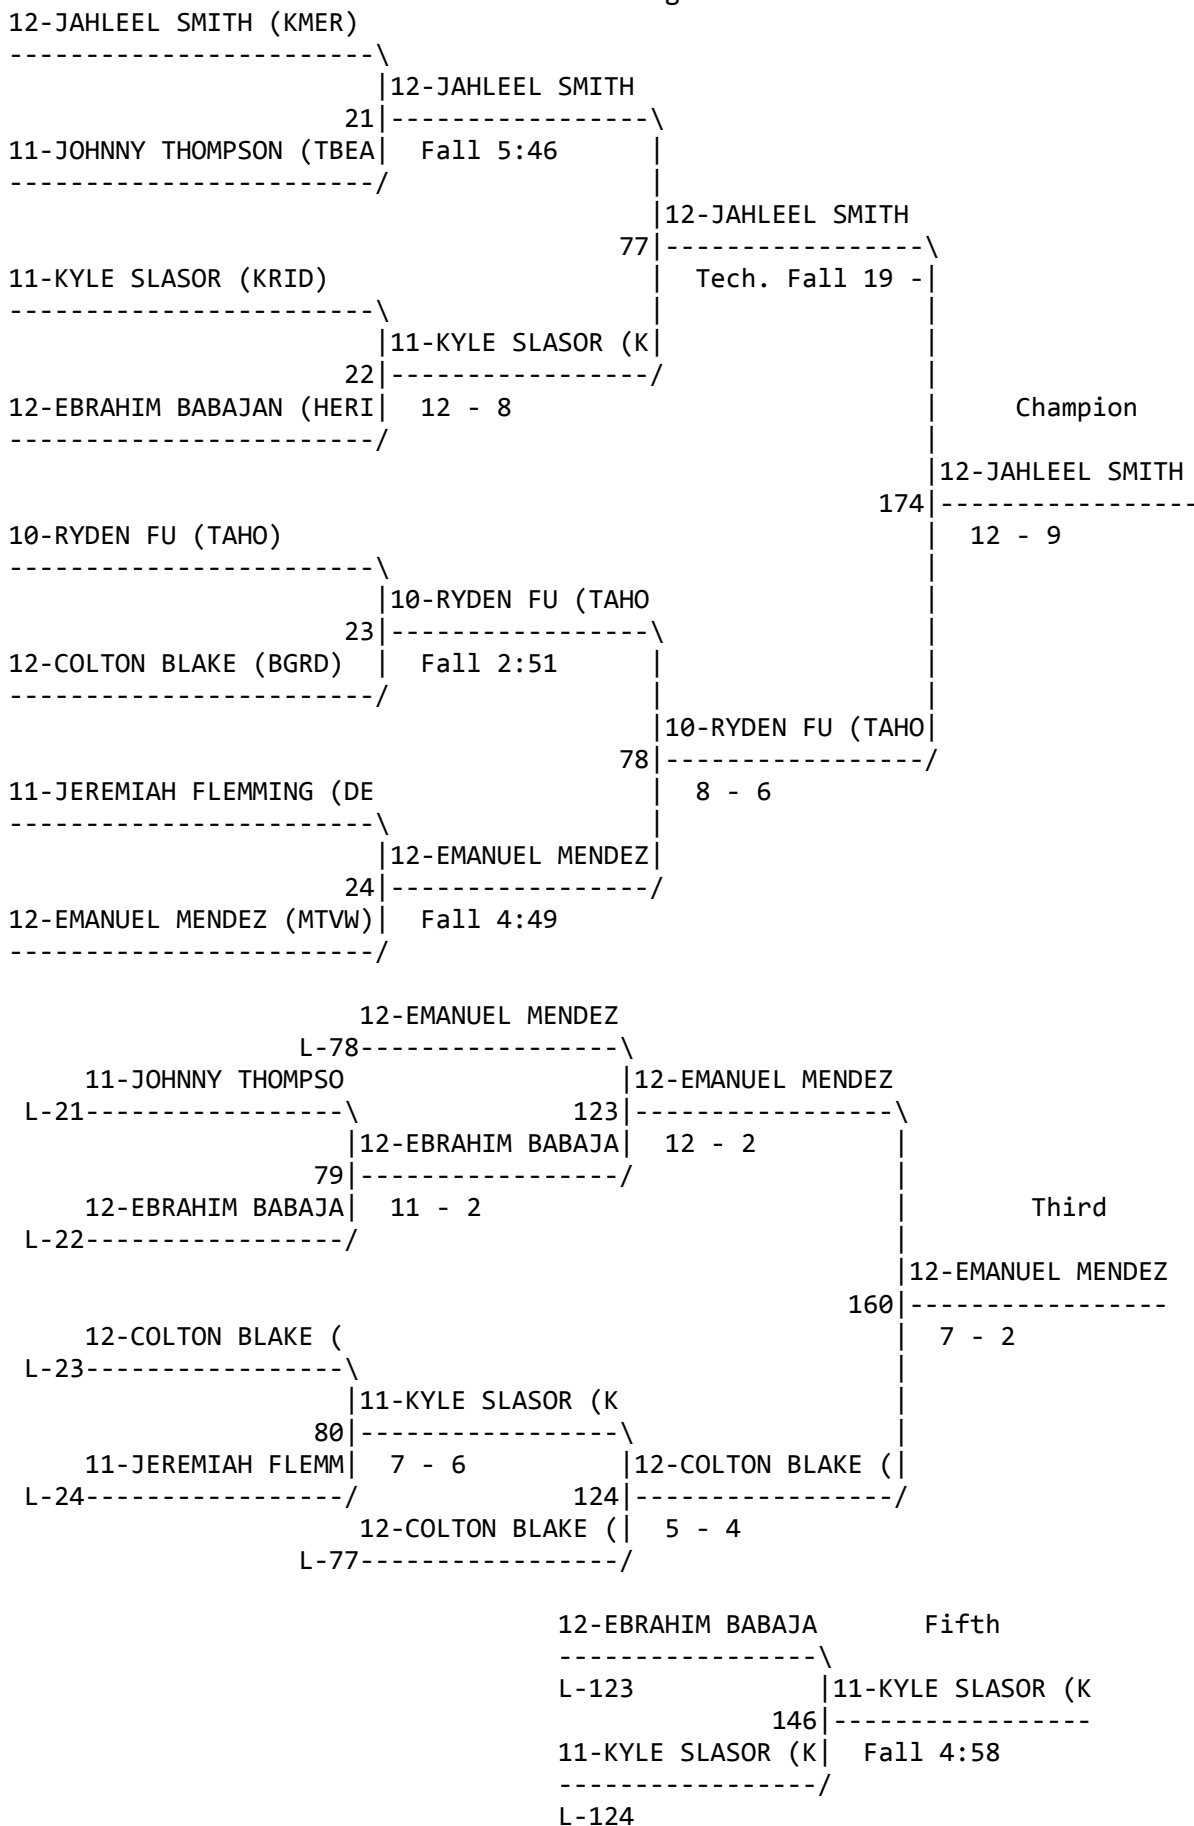 12-JAHLEEL SMITH (KMER)
------------------------\
|12-JAHLEEL SMITH
21|-----------------\
11-JOHNNY THOMPSON (TBEA| Fall 5:46 |
------------------------/ |
|12-JAHLEEL SMITH
77|-----------------\
11-KYLE SLASOR (KRID) | Tech. Fall 19 -|
------------------------\ | |
|11-KYLE SLASOR (K| |
22|-----------------/ |
12-EBRAHIM BABAJAN (HERI| 12 - 8 | Champion
------------------------/ |
|12-JAHLEEL SMITH
174|-----------------
10-RYDEN FU (TAHO) | 12 - 9
------------------------\ |
|10-RYDEN FU (TAHO |
23|-----------------\ |
12-COLTON BLAKE (BGRD) | Fall 2:51 | |
------------------------/ | |
|10-RYDEN FU (TAHO|
78|-----------------/
11-JEREMIAH FLEMMING (DE | 8 - 6
------------------------\ |
|12-EMANUEL MENDEZ|
24|-----------------/
12-EMANUEL MENDEZ (MTVW)| Fall 4:49
------------------------/
12-EMANUEL MENDEZ
L-78-----------------\
11-JOHNNY THOMPSO |12-EMANUEL MENDEZ
L-21-----------------\ 123|-----------------\
|12-EBRAHIM BABAJA| 12 - 2 |
79|-----------------/ |
12-EBRAHIM BABAJA| 11 - 2 | Third
L-22-----------------/ |
|12-EMANUEL MENDEZ
160|-----------------
12-COLTON BLAKE ( | 7 - 2
L-23-----------------\ |
|11-KYLE SLASOR (K |
80|-----------------\ |
11-JEREMIAH FLEMM| 7 - 6 |12-COLTON BLAKE (|
L-24-----------------/ 124|-----------------/
12-COLTON BLAKE (| 5 - 4
L-77-----------------/
12-EBRAHIM BABAJA Fifth
-----------------\
L-123 |11-KYLE SLASOR (K
146|-----------------
11-KYLE SLASOR (K| Fall 4:58
-----------------/
L-124